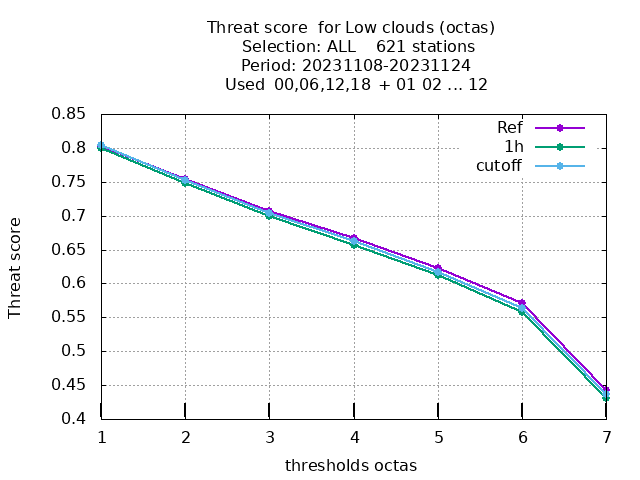 Threat score  for Low clouds (octas)
Selection: ALL    621 stations
Period: 20231108-20231124
Used  00,06,12,18  + 01 02 ... 12
Ref
1h
cutoff
Threat score
0.85
0.8
0.75
0.7
0.65
0.6
0.55
0.5
0.45
0.4
1 2 3 4 5 6 7
thresholds octas